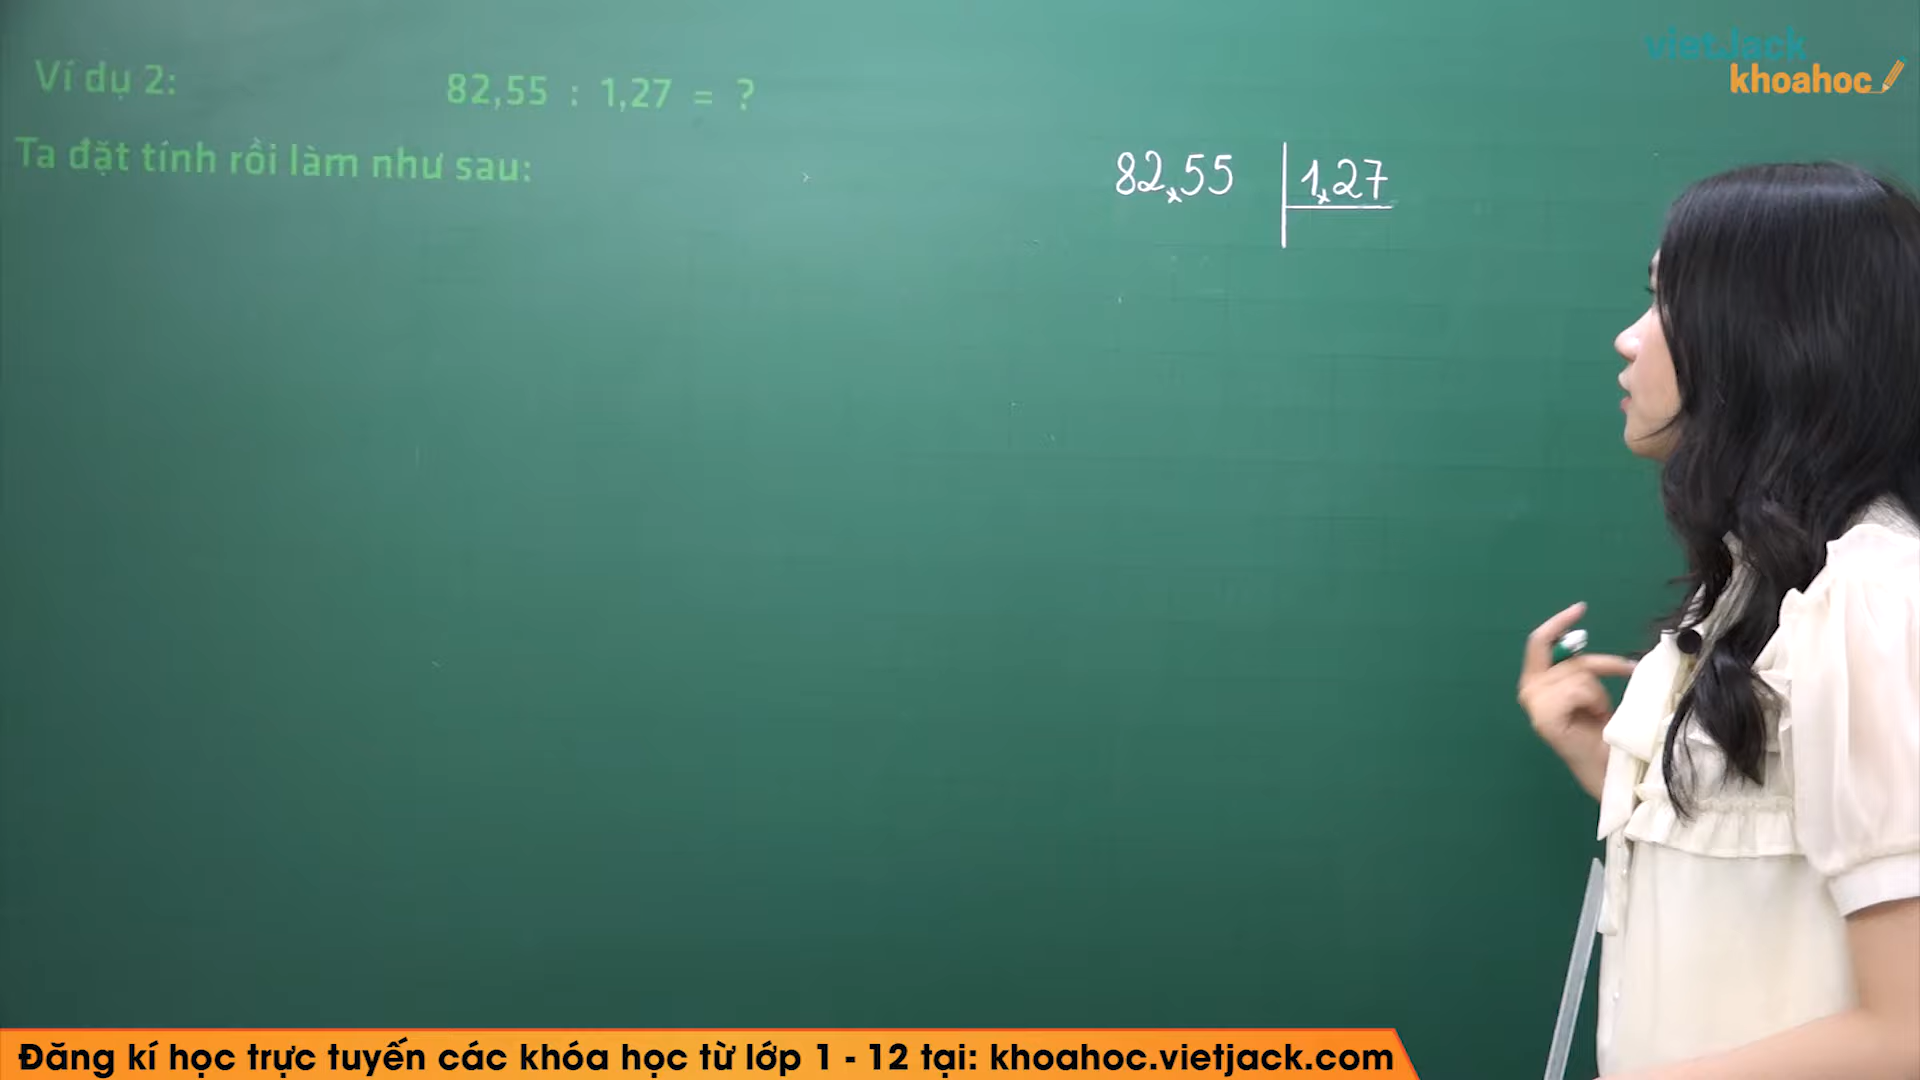 vietJack
khoahoc
Ví dụ 2:
82,55 : 1,27 = ?
Ta đặt tính rồi làm như sau:
82,55 1,27
Đăng kí học trực tuyến các khóa học từ lớp 1 - 12 tại: khoahoc.vietjack.com